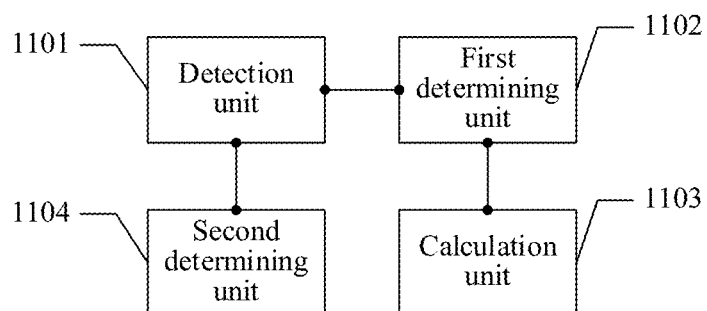 1101
Detection
unit
First
determining
unit
1102
1104
Second
determining
unit
Calculation
unit
1103